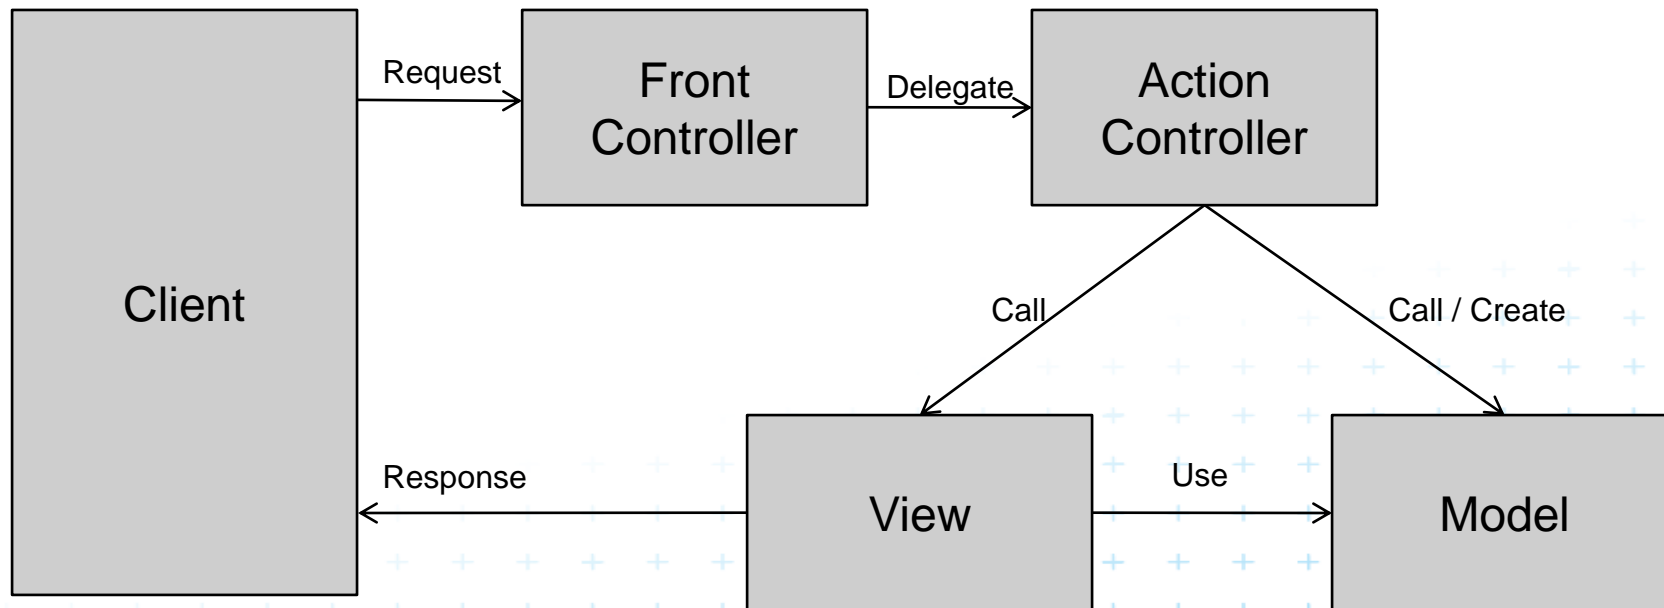 Client
Request
Front
Controller
Delegate
Action
Controller
Call
Call / Create
Response
View
Use
Model